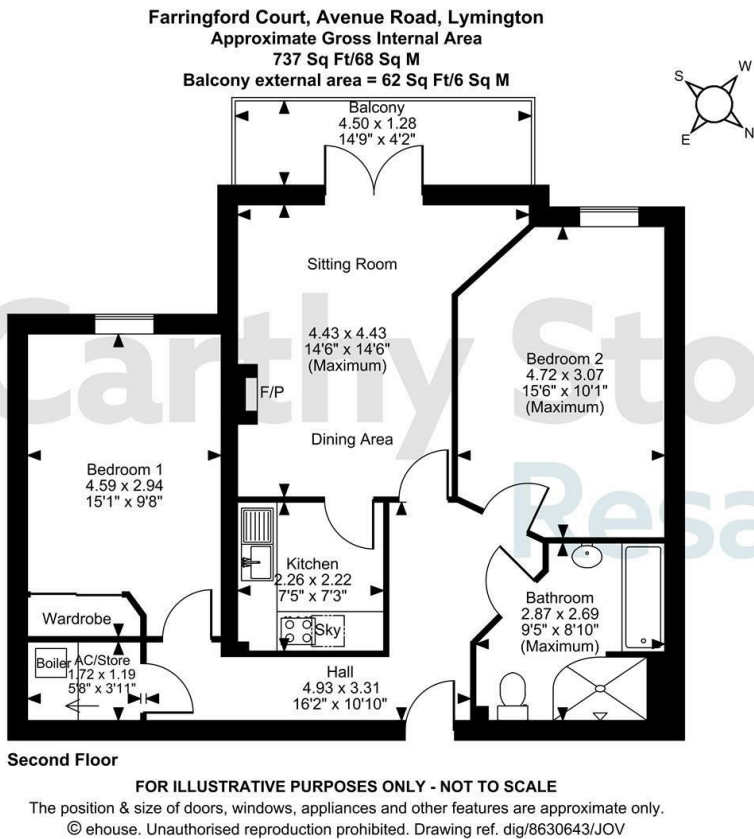 Farringford Court, Avenue Road, Lymington
Approximate Gross Internal Area
737 Sq Ft/68 Sq M
Balcony external area = 62 Sq Ft/6 Sq M
S
W
E
N
Balcony
4.50 x 1.28
14'9" x 4'2"
Sitting Room
4.43 x 4.43
14'6" x 14'6"
(Maximum)
F/P
Dining Area
Bedroom 2
4.72 x 3.07
15'6" x 10'1"
(Maximum)
Bedroom 1
4.59 x 2.94
15'1" x 9'8"
Kitchen
2.26 x 2.22
7'5" x 7'3"
Sky
Wardrobe
Bathroom
2.87 x 2.69
9'5" x 8'10"
(Maximum)
Boiler
AC/Store
1.72 x 1.19
5'8" x 3'11"
Hall
4.93 x 3.31
16'2" x 10'10"
Carthy Sto
Resa
Second Floor
FOR ILLUSTRATIVE PURPOSES ONLY - NOT TO SCALE
The position & size of doors, windows, appliances and other features are approximate only.
© ehouse. Unauthorised reproduction prohibited. Drawing ref. dig/8630643/JOV